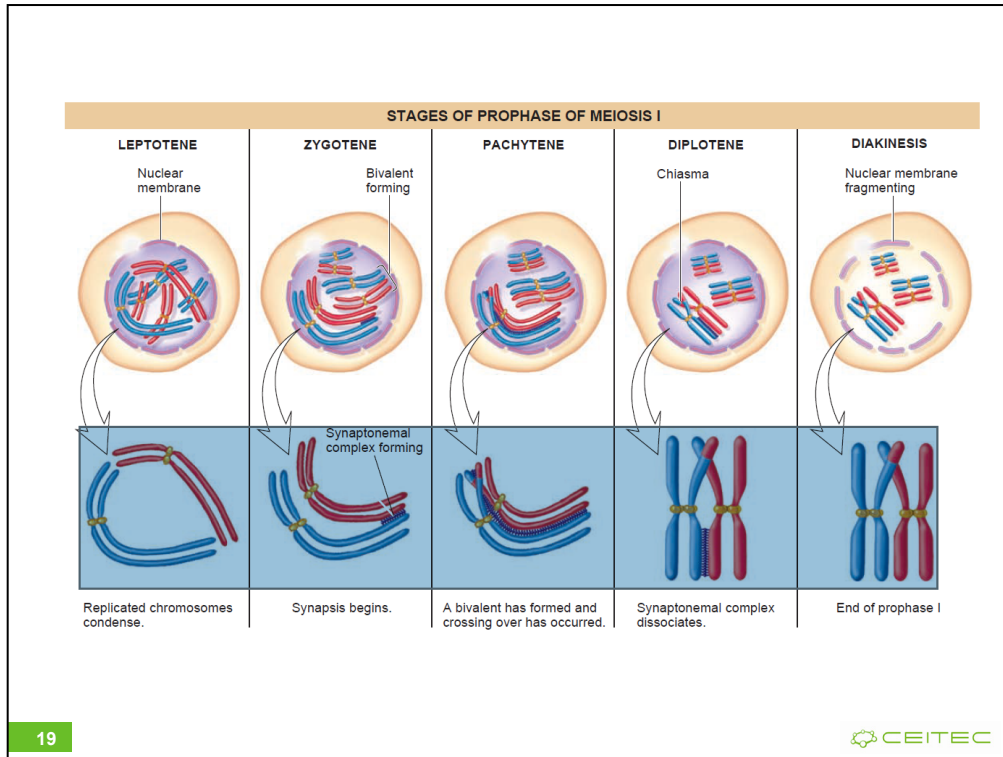 STAGES OF PROPHASE OF MEIOSIS I
LEPTOTENE
ZYGOTENE
PACHYTENE
DIPLOTENE
DIAKINESIS
Nuclear
membrane
Bivalent
forming
Chiasma
Nuclear membrane
fragmenting
Synaptonemal
complex forming
Replicated chromosomes
condense.
Synapsis begins.
A bivalent has formed and
crossing over has occurred.
Synaptonemal complex
dissociates.
End of prophase I
19
CEITEC